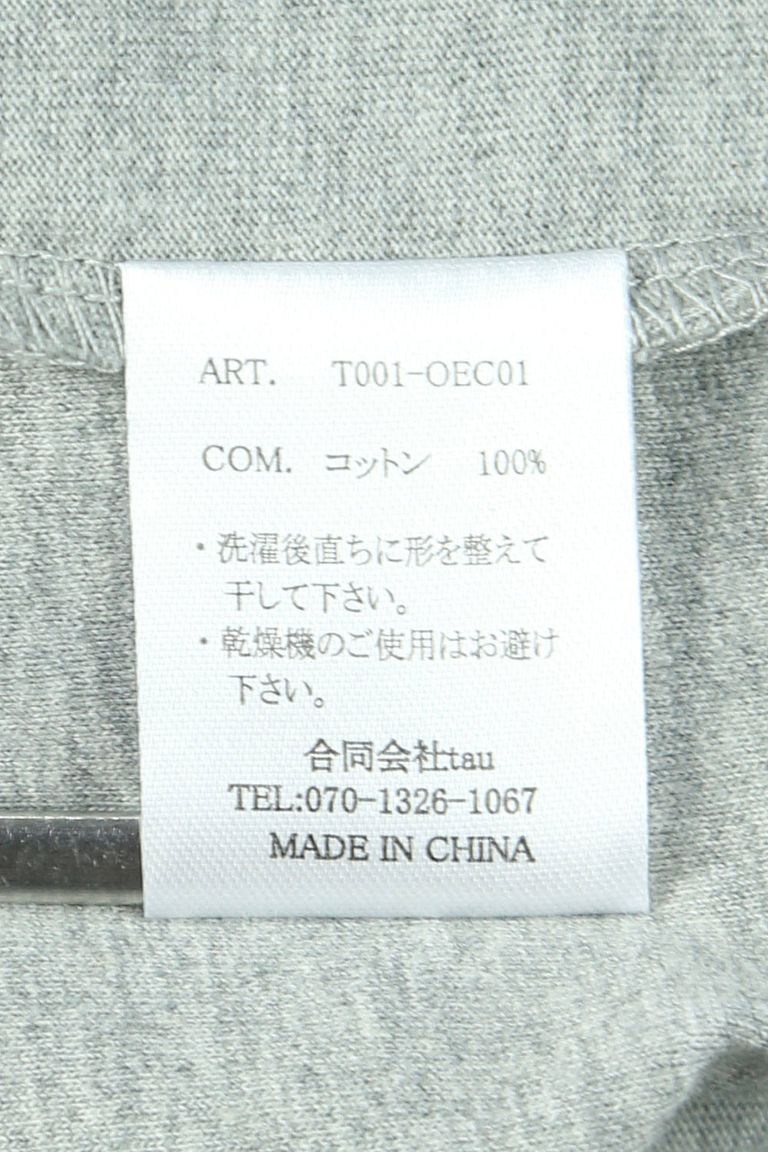 ART. T001-OEC01
COM. コットン 100%
・洗濯後直ちに形を整えて
干して下さい。
・乾燥機のご使用はお避け
下さい。
合同会社tau
TEL:070-1326-1067
MADE IN CHINA